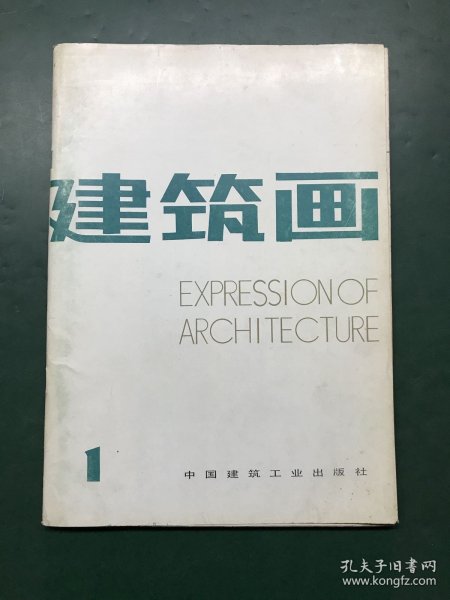 建筑画
EXPRESSION OF
ARCHITECTURE
1
中国建筑工业出版社
孔夫子旧书网
www.kongfz.com